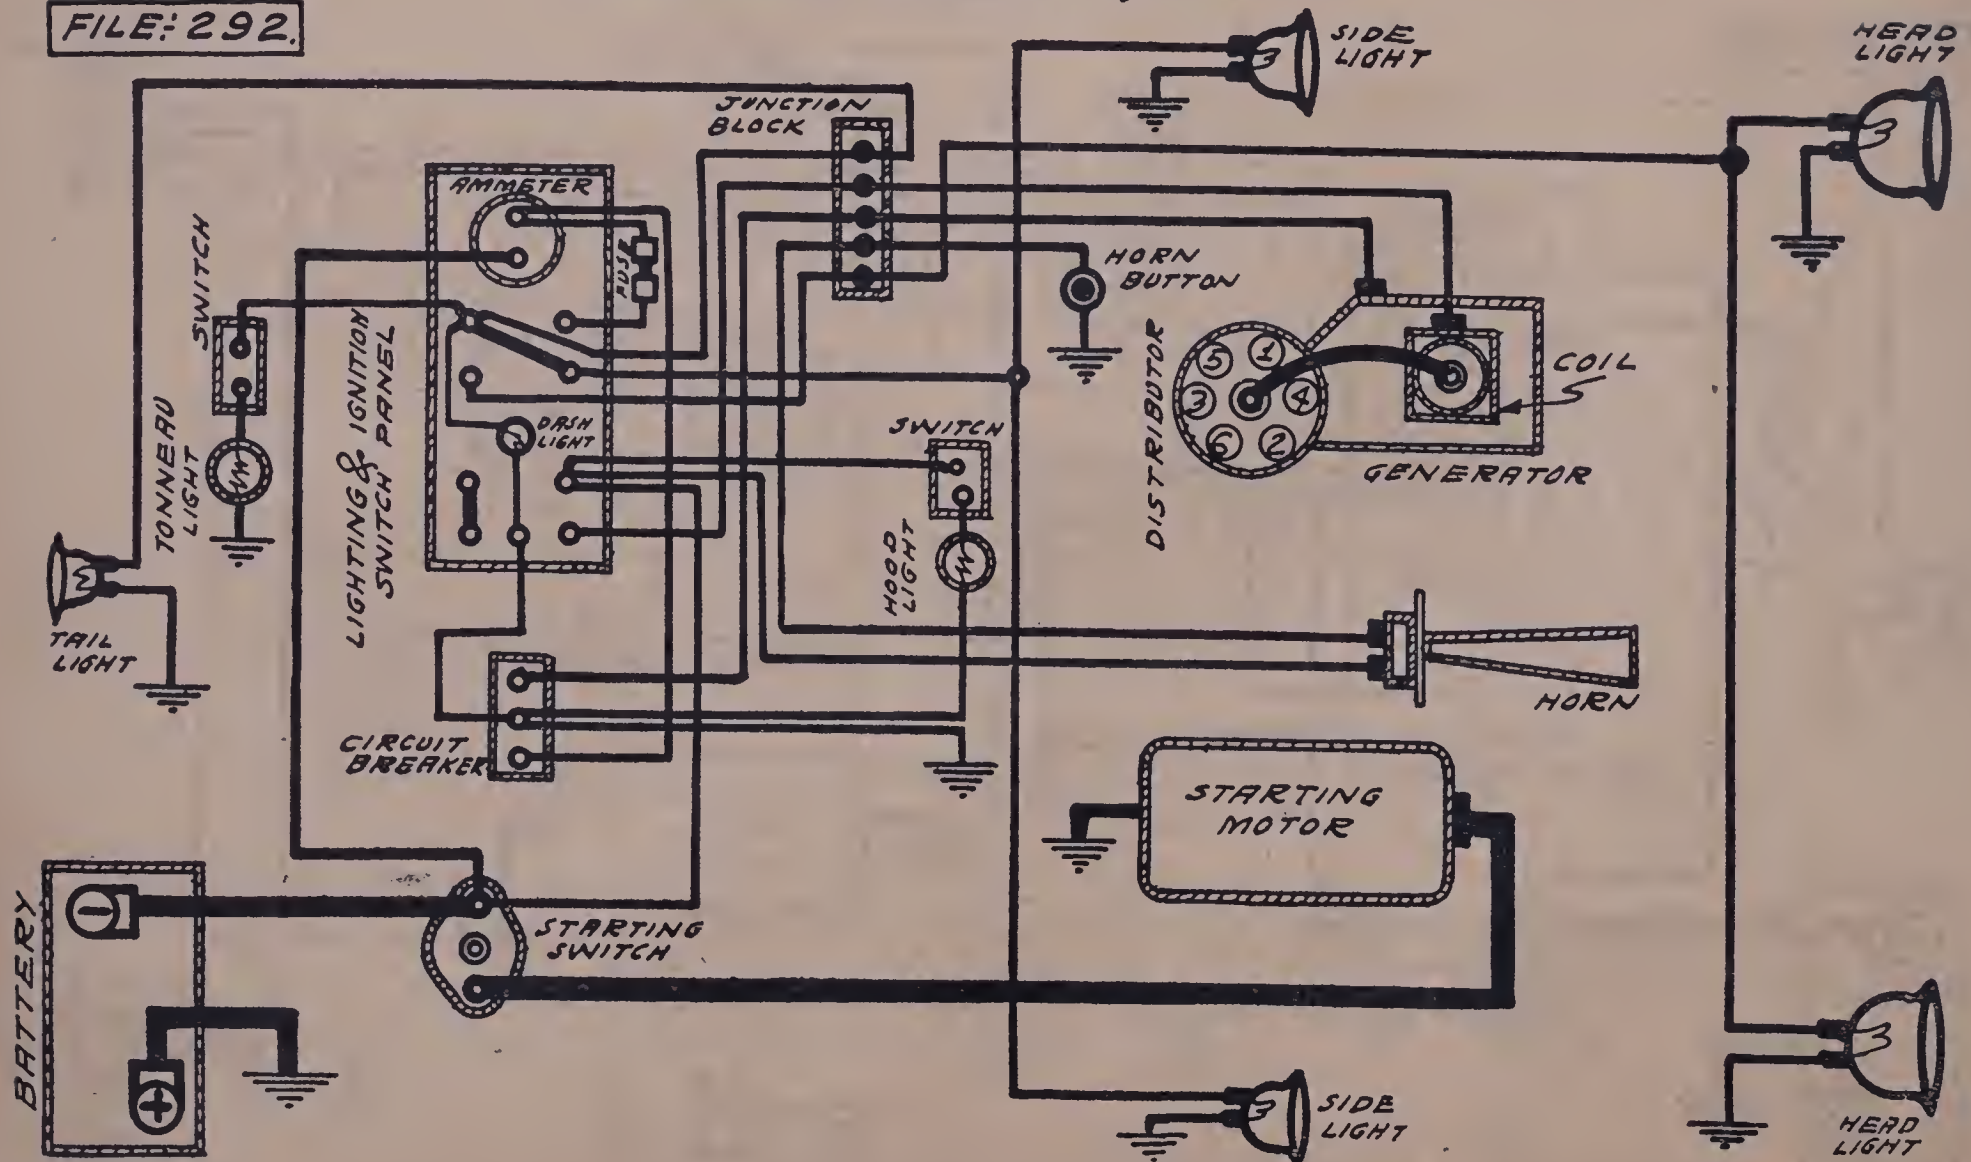 FILE: 292.
SIDE
LIGHT
HEAD
LIGHT
JUNCTION
BLOCK
AMMETER
SWITCH
FUSE
HORN
BUTTON
LIGHTING & IGNITION
SWITCH PANEL
DISTRIBUTOR
5 1
3 4
6 2
COIL
GENERATOR
DASH
LIGHT
SWITCH
TONNEAU
LIGHT
HOOD
LIGHT
TAIL
LIGHT
HORN
CIRCUIT
BREAKER
STARTING
MOTOR
BATTERY
−
+
STARTING
SWITCH
SIDE
LIGHT
HEAD
LIGHT